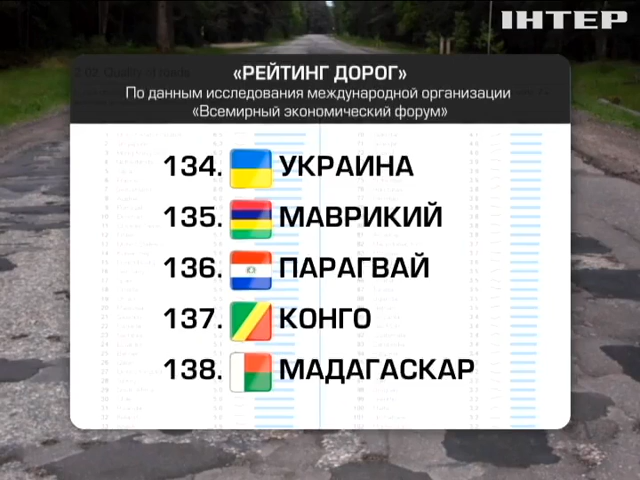 ІНТЕР
«РЕЙТИНГ ДОРОГ»
По данным исследования международной организации
«Всемирный экономический форум»
134. УКРАИНА
135. МАВРИКИЙ
136. ПАРАГВАЙ
137. КОНГО
138. МАДАГАСКАР